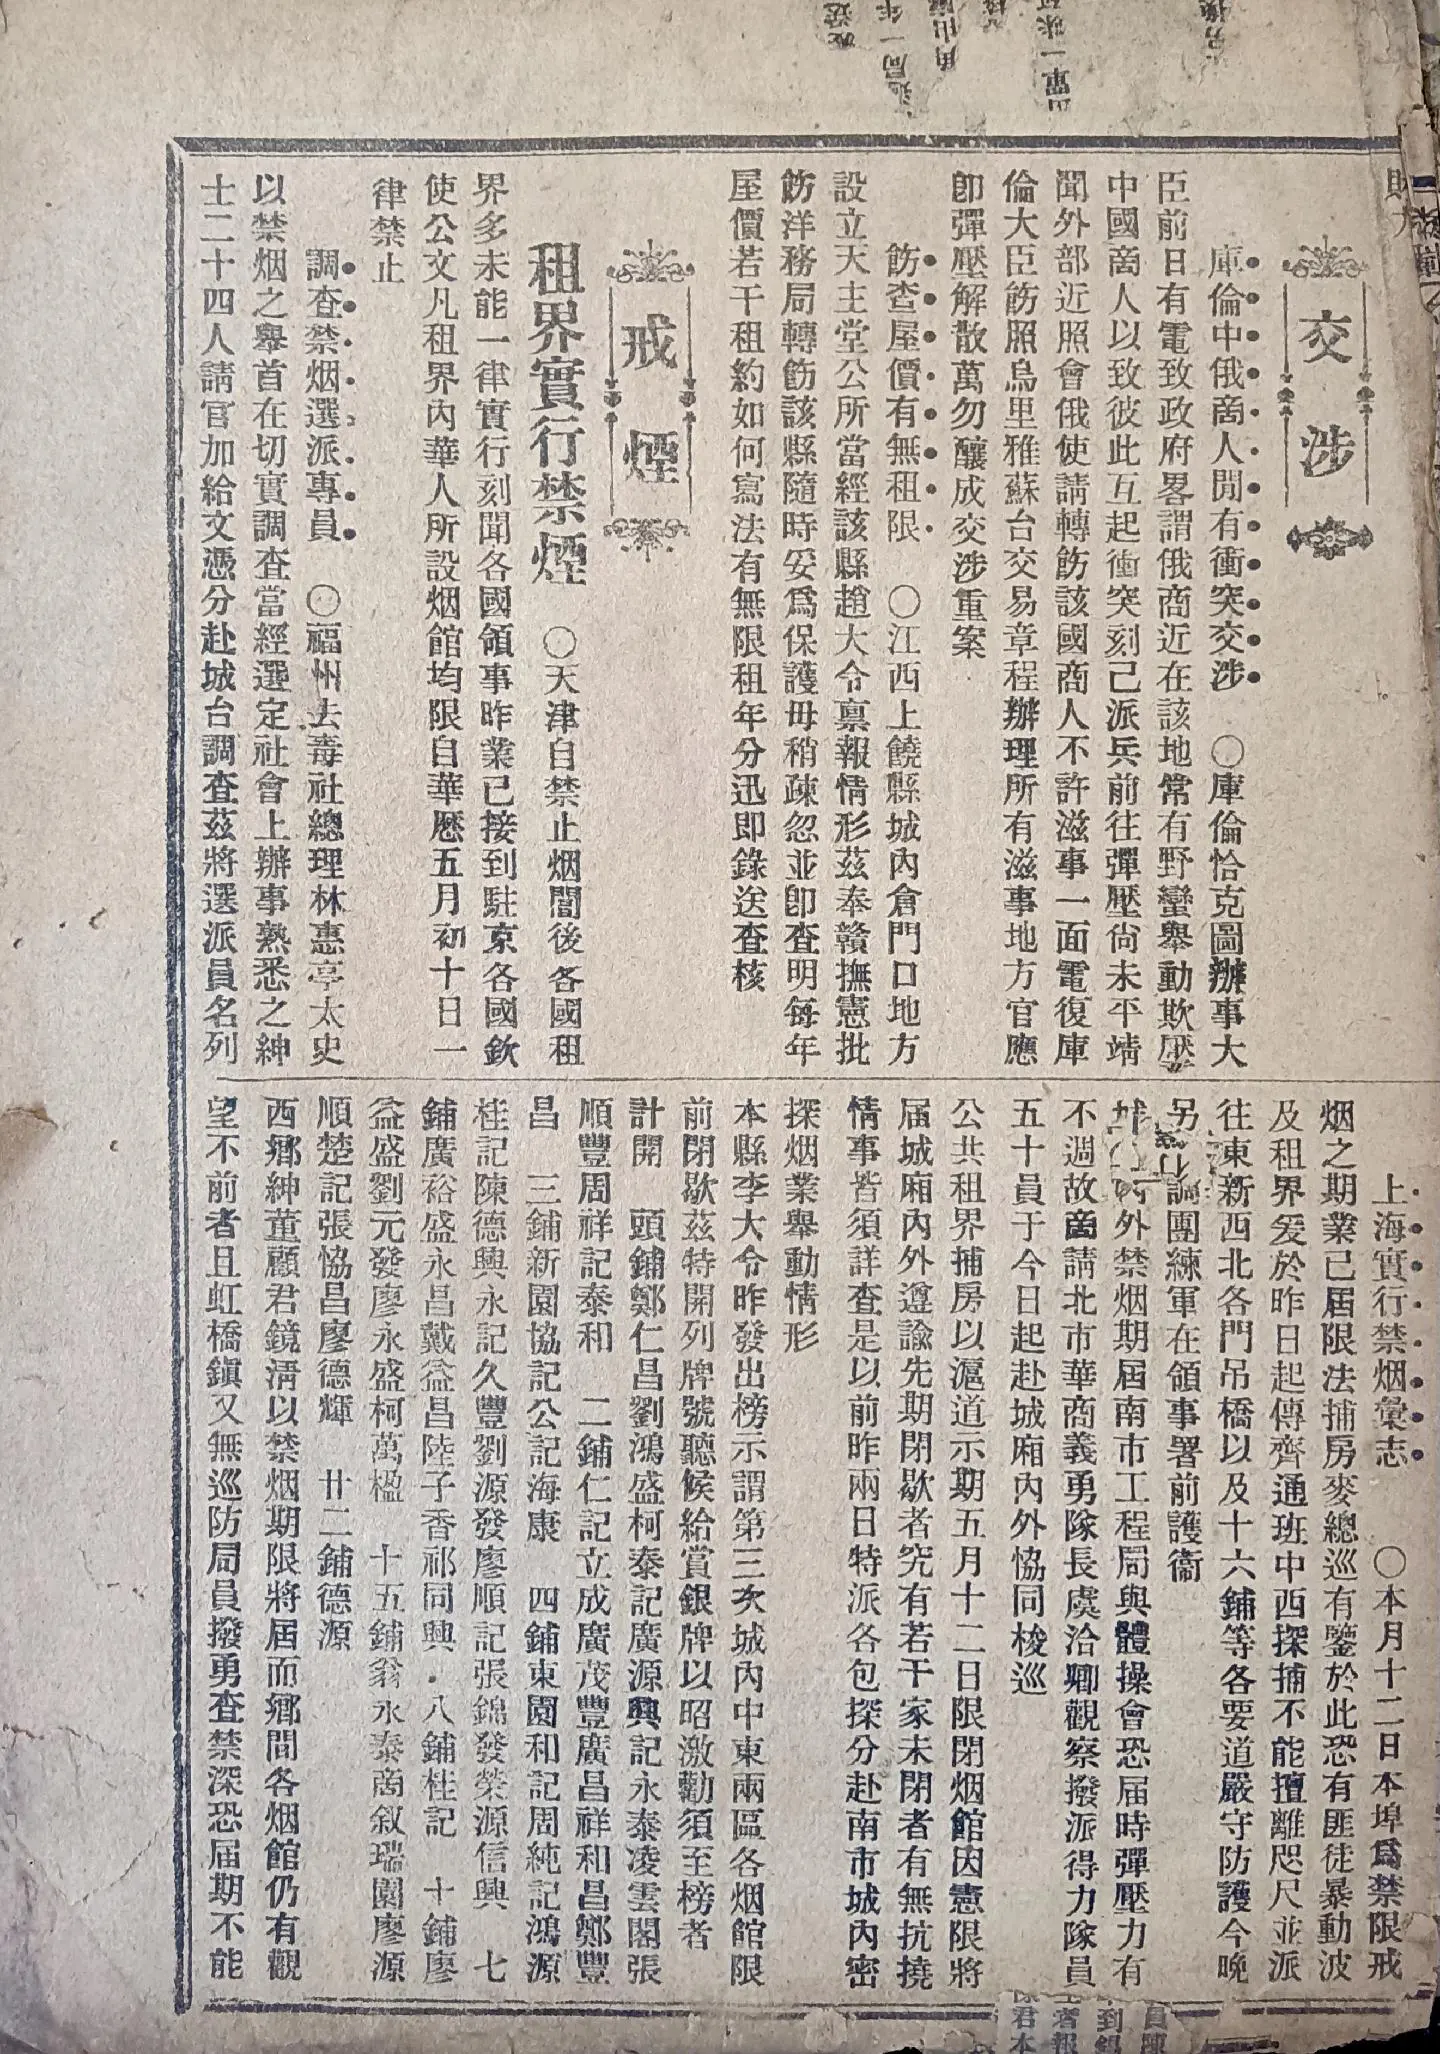 交涉
庫倫中俄商人閒有衝突交涉　〇庫倫恰克圖辦事大
臣前日有電致政府畧謂俄商近在該地常有野蠻舉動欺壓
中國商人以致彼此互起衝突刻己派兵前往彈壓尙未平靖
聞外部近照會俄使請轉飭該國商人不許滋事一面電復庫
倫大臣飭照烏里雅蘇台交易章程辦理所有滋事地方官應
卽彈壓解散萬勿釀成交涉重案
飭查屋價有無租限　〇江西上饒縣城內倉門口地方
設立天主堂公所當經該縣趙大令禀報情形茲奉贛撫憲批
飭洋務局轉飭該縣隨時妥爲保護毋稍疎忽並卽查明每年
屋價若干租約如何寫法有無限租年分迅即錄送查核
戒煙
租界實行禁煙　〇天津自禁止烟閤後各國租
界多未能一律實行刻聞各國領事昨業已接到駐京各國欽
使公文凡租界內華人所設烟館均限自華歷五月初十日一
律禁止
調查禁烟選派專員　〇福州去毒社總理林惠亭太史
以禁烟之舉首在切實調查當經選定社會上辦事熟悉之紳
士二十四人請官加給文憑分赴城台調查茲將選派員名列
上海實行禁烟彙志　〇本月十二日本埠爲禁限戒
烟之期業已屆限法捕房麥總巡有鑒於此恐有匪徒暴動波
及租界爰於昨日起傳齊通班中西探捕不能擅離咫尺並派
往東新西北各門吊橋以及十六鋪等各要道嚴守防護今晚
另行調團練軍在領事署前護衞
外禁烟期屆南市工程局與體操會恐届時彈壓力有
不週故啇請北市華商義勇隊長虞洽卿觀察撥派得力隊員
五十員于今日起赴城廂內外恊同梭巡
公共租界捕房以滬道示期五月十二日限閉烟館因憲限將
届城廂內外遵諭先期閉歇者究有若干家未閉者有無抗撓
情事皆須詳查是以前昨兩日特派各包探分赴南市城內密
探烟業舉動情形
本縣李大令昨發出榜示謂第三次城內中東兩區各烟館限
前閉歇茲特開列牌號聽候給賞銀牌以昭激勸須至榜者
計開　頭鋪鄭仁昌劉鴻盛柯泰記廣源興記永泰凌雲閣張
順豐周祥記泰和　二鋪仁記立成廣茂豐廣昌祥和昌鄭豐
昌　三鋪新園協記公記海康　四鋪東園和記周純記鴻源
桂記陳德興永記久豐劉源發廖順記張錦發榮源信興　七
鋪廣裕盛永昌戴益昌陸子香祁同興．八鋪桂記　十鋪廖
益盛劉元發廖永盛柯萬楹　十五鋪翁永泰啇叙瑞園廖源
順楚記張恊昌廖德輝　廿二鋪德源
西鄉紳董顧君鏡淸以禁烟期限將屆而鄉間各烟館仍有觀
望不前者且虹橋鎭又無巡防局員撥勇查禁深恐届期不能